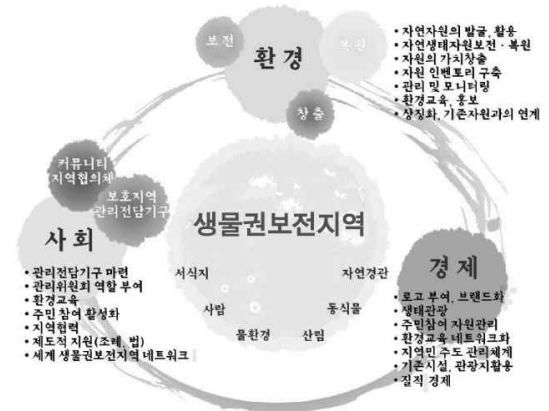 보전
환경
복원
창출
• 자연자원의 발굴, 활용
• 자연생태자원보전 · 복원
• 자원의 가치창출
• 자원 인벤토리 구축
• 관리 및 모니터링
• 환경교육, 홍보
• 상징화, 기존자원과의 연계
커뮤니티
지역협의체
보호지역
관리전담기구
사회
• 관리전담기구 마련
• 관리위원회 역할 부여
• 환경교육
• 주민 참여 활성화
• 지역협력
• 제도적 지원(조례, 법)
• 세계 생물권보전지역 네트워크
생물권보전지역
서식지
자연경관
사람
동식물
물환경
산림
경제
• 로고 부여, 브랜드화
• 생태관광
• 주민참여 자원관리
• 환경교육 네트워크화
• 지역민 주도 관리체계
• 기존시설, 관광지활용
• 질적 경제